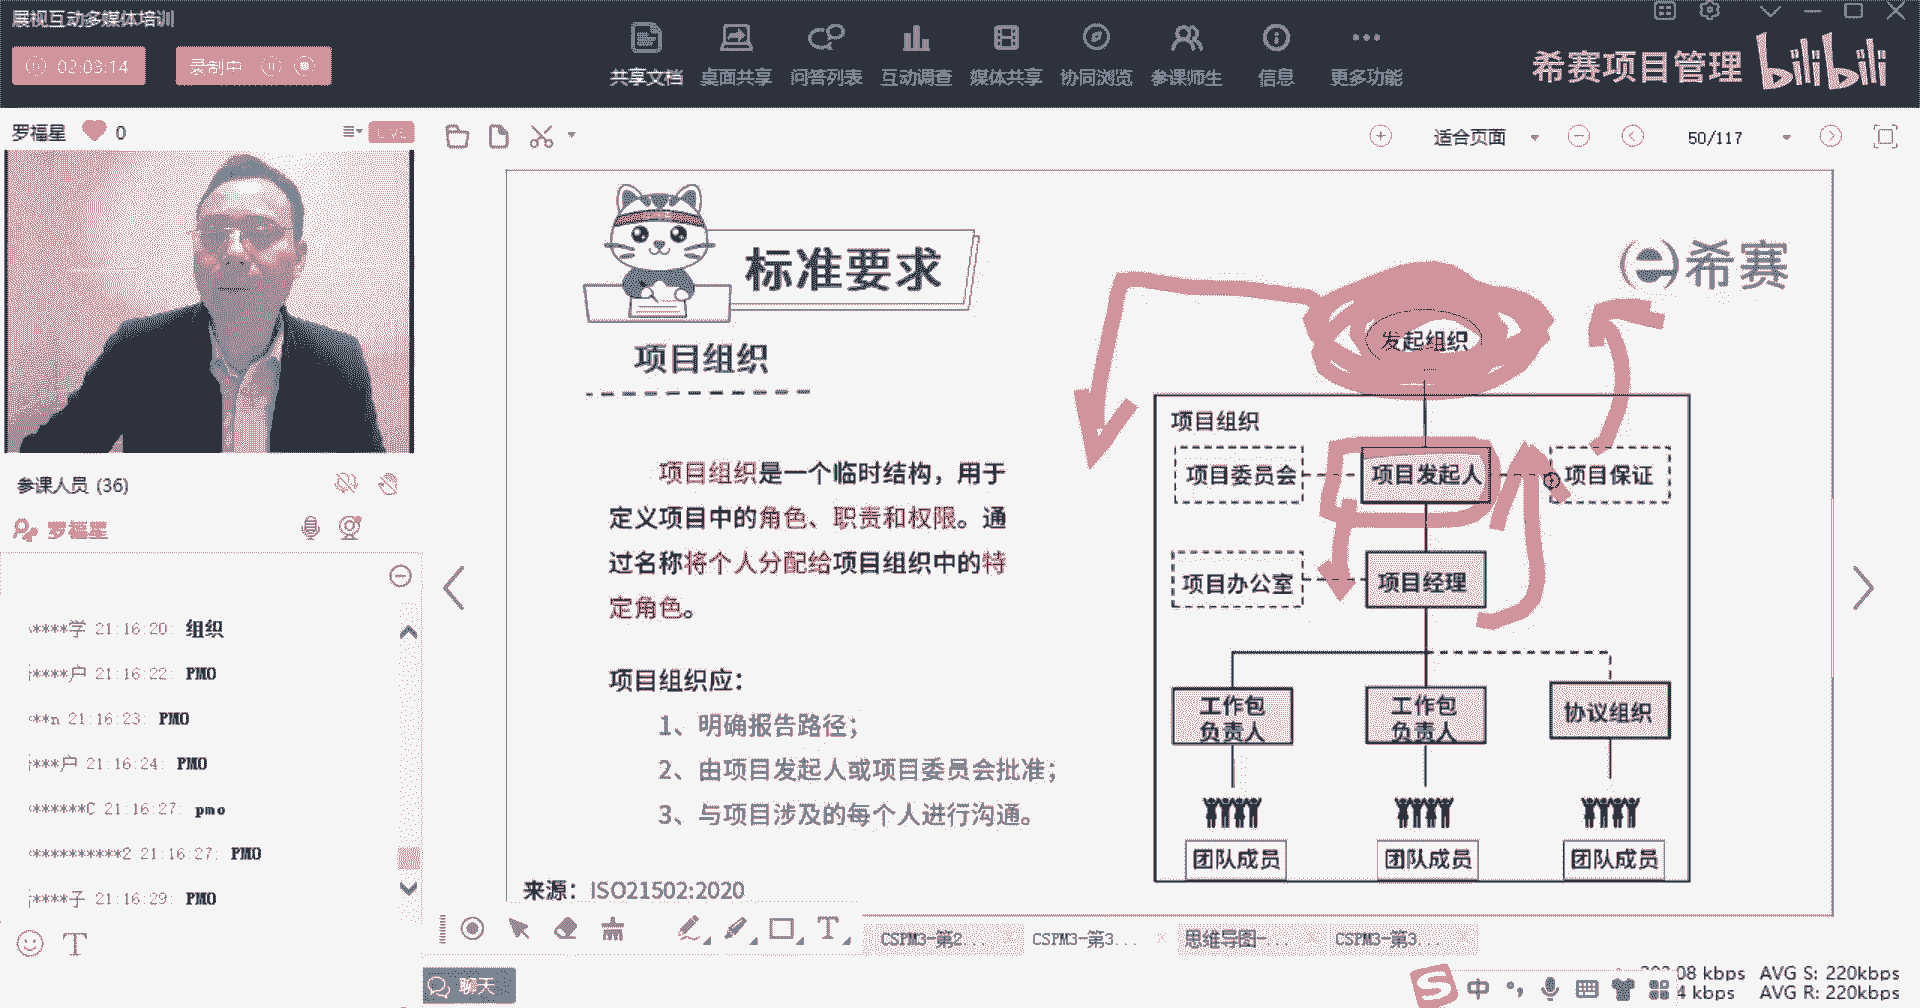 展视互动多媒体培训
02:03:14
录制中
共享文档
桌面共享
问答列表
互动调查
媒体共享
协同浏览
参课师生
信息
更多功能
希赛项目管理
bilibili
罗福星
0
LIVE
适合页面
50/117
标准要求
希赛
项目组织
项目组织是一个临时结构，用于
定义项目中的角色、职责和权限。通
过名称将个人分配给项目组织中的特
定角色。
项目组织应：
1、明确报告路径；
2、由项目发起人或项目委员会批准；
3、与项目涉及的每个人进行沟通。
来源：ISO21502:2020
发起组织
项目组织
项目委员会
项目发起人
项目保证
项目办公室
项目经理
工作包
负责人
工作包
负责人
协议组织
团队成员
团队成员
团队成员
参课人员 (36)
罗福星
****学 21:16:20: 组织
i****户 21:16:22: PMO
**n 21:16:23: PMO
i***户 21:16:24: PMO
******C 21:16:27: pmo
**********2 21:16:27: PMO
i****子 21:16:29: PMO
T
T
CSPM3-第2...
CSPM3-第3...
思维导图-...
CSPM3-第3...
聊天
S
中
kbps AVG S: 220kbps
kbps AVG R: 220kbps